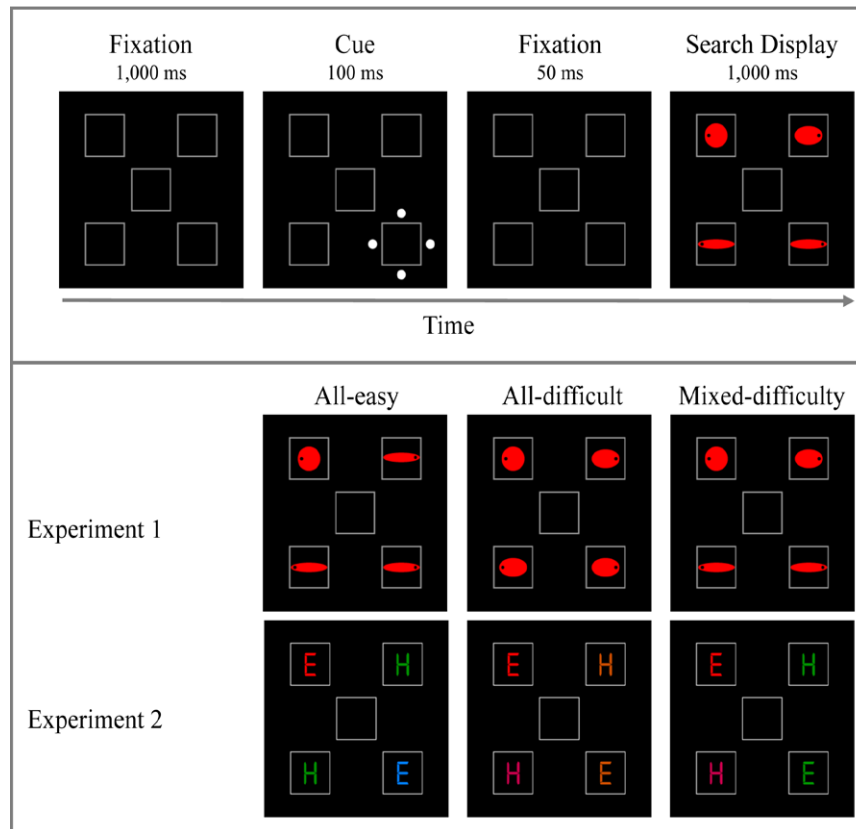 Fixation Cue Fixation Search Display
1,000 ms 100 ms 50 ms 1,000 ms
Time
All-easy All-difficult Mixed-difficulty
Experiment 1
E H E H E H
Experiment 2
H E H E H E